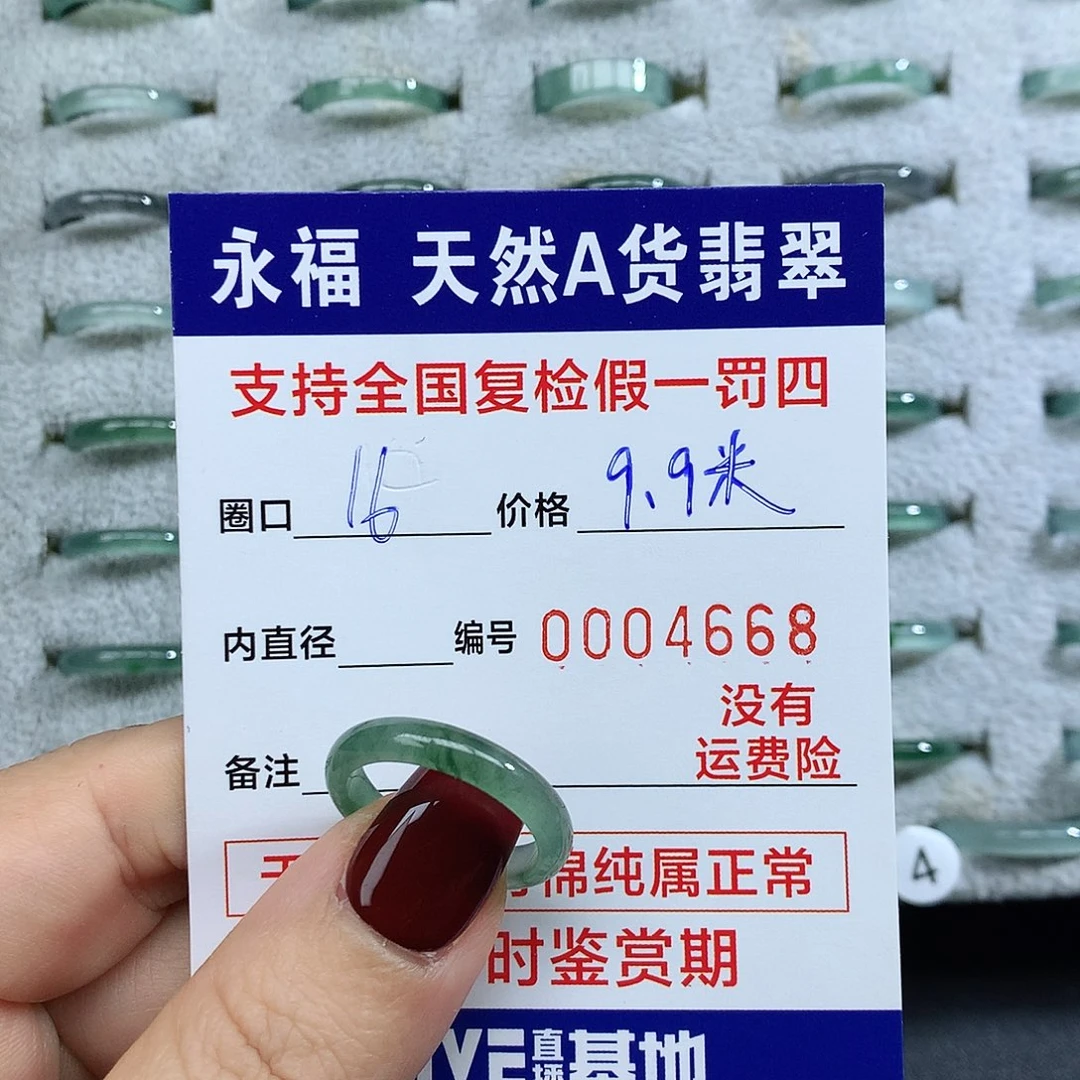 永福 天然A货翡翠
支持全国复检假一罚四
圈口 16 价格 9.9米
内直径 编号 0004668
没有
备注 运费险
棉纯属正常
时鉴赏期
直播基地
4